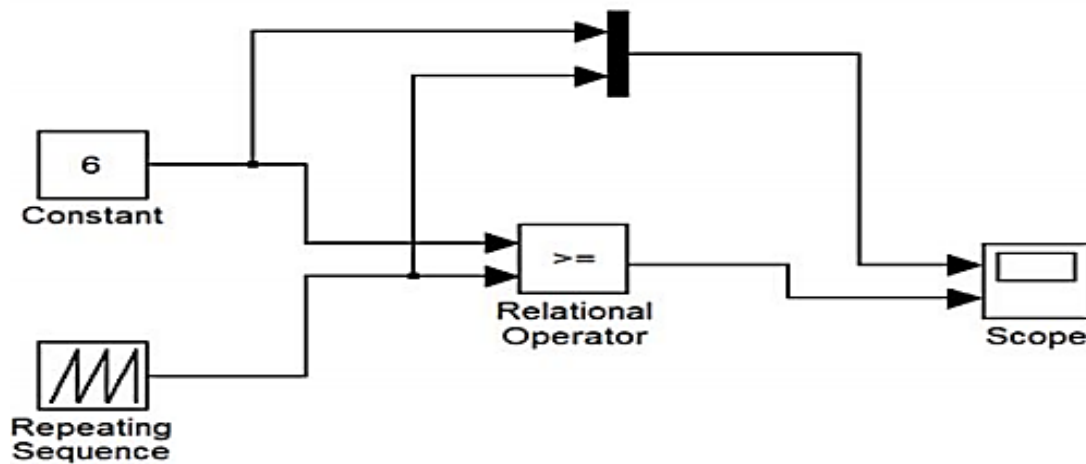 6
Constant
>=
Relational
Operator
Scope
Repeating
Sequence